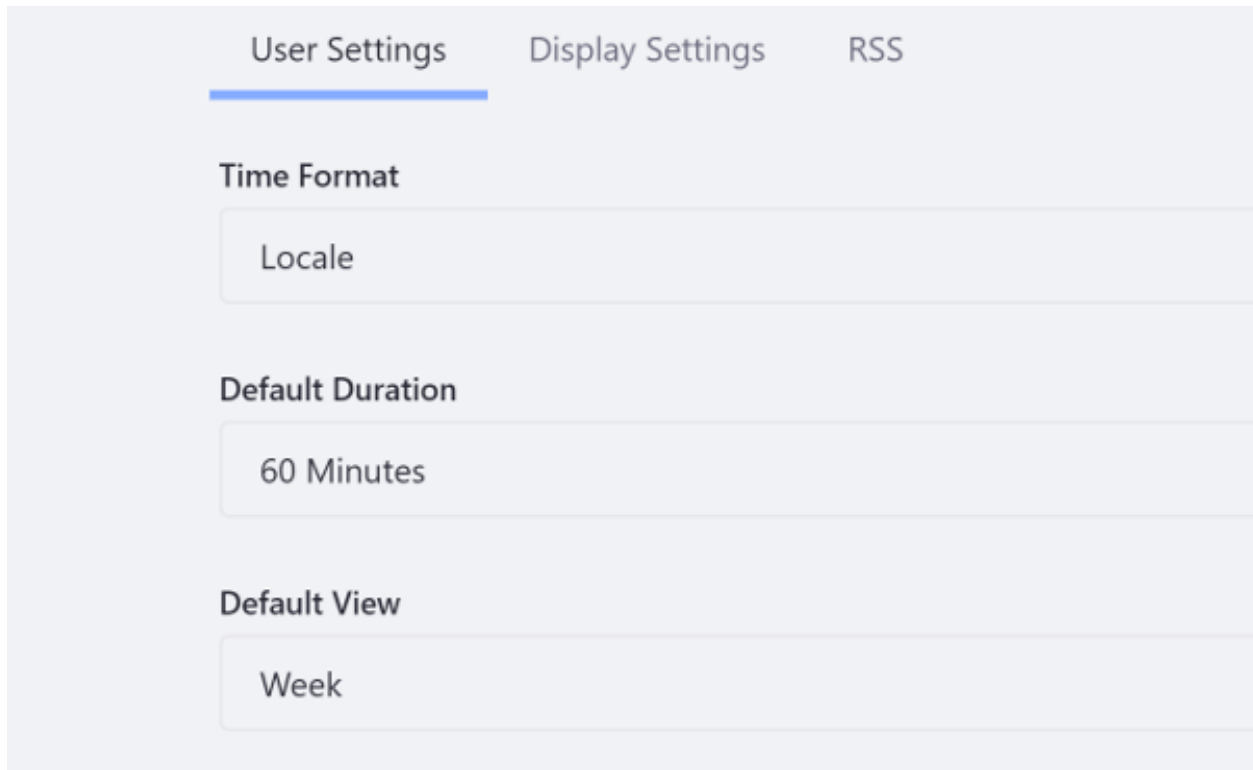 User Settings Display Settings RSS
Time Format
Locale
Default Duration
60 Minutes
Default View
Week